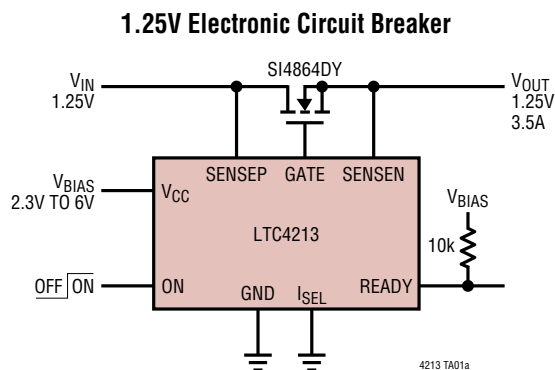 1.25V Electronic Circuit Breaker
SI4864DY
VIN
1.25V
VOUT
1.25V
3.5A
SENSEP GATE SENSEN
VBIAS
2.3V TO 6V
VCC
VBIAS
LTC4213
10k
OFF ON
ON
GND ISEL
READY
4213 TA01a